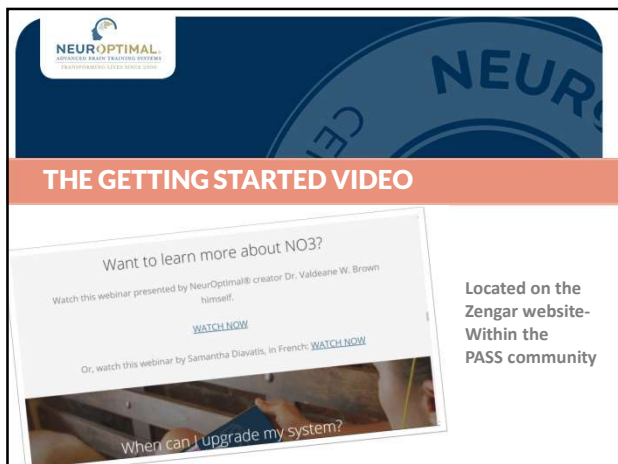 NEUROPTIMAL®
ADVANCED BRAIN TRAINING SYSTEMS
TRANSFORMING LIVES SINCE 2000
NEURO
CE
THE GETTING STARTED VIDEO
Want to learn more about NO3?
Watch this webinar presented by NeurOptimal® creator Dr. Valdeane W. Brown
himself.
WATCH NOW
Or, watch this webinar by Samantha Diavatis, in French: WATCH NOW
When can I upgrade my system?
Located on the
Zengar website-
Within the
PASS community